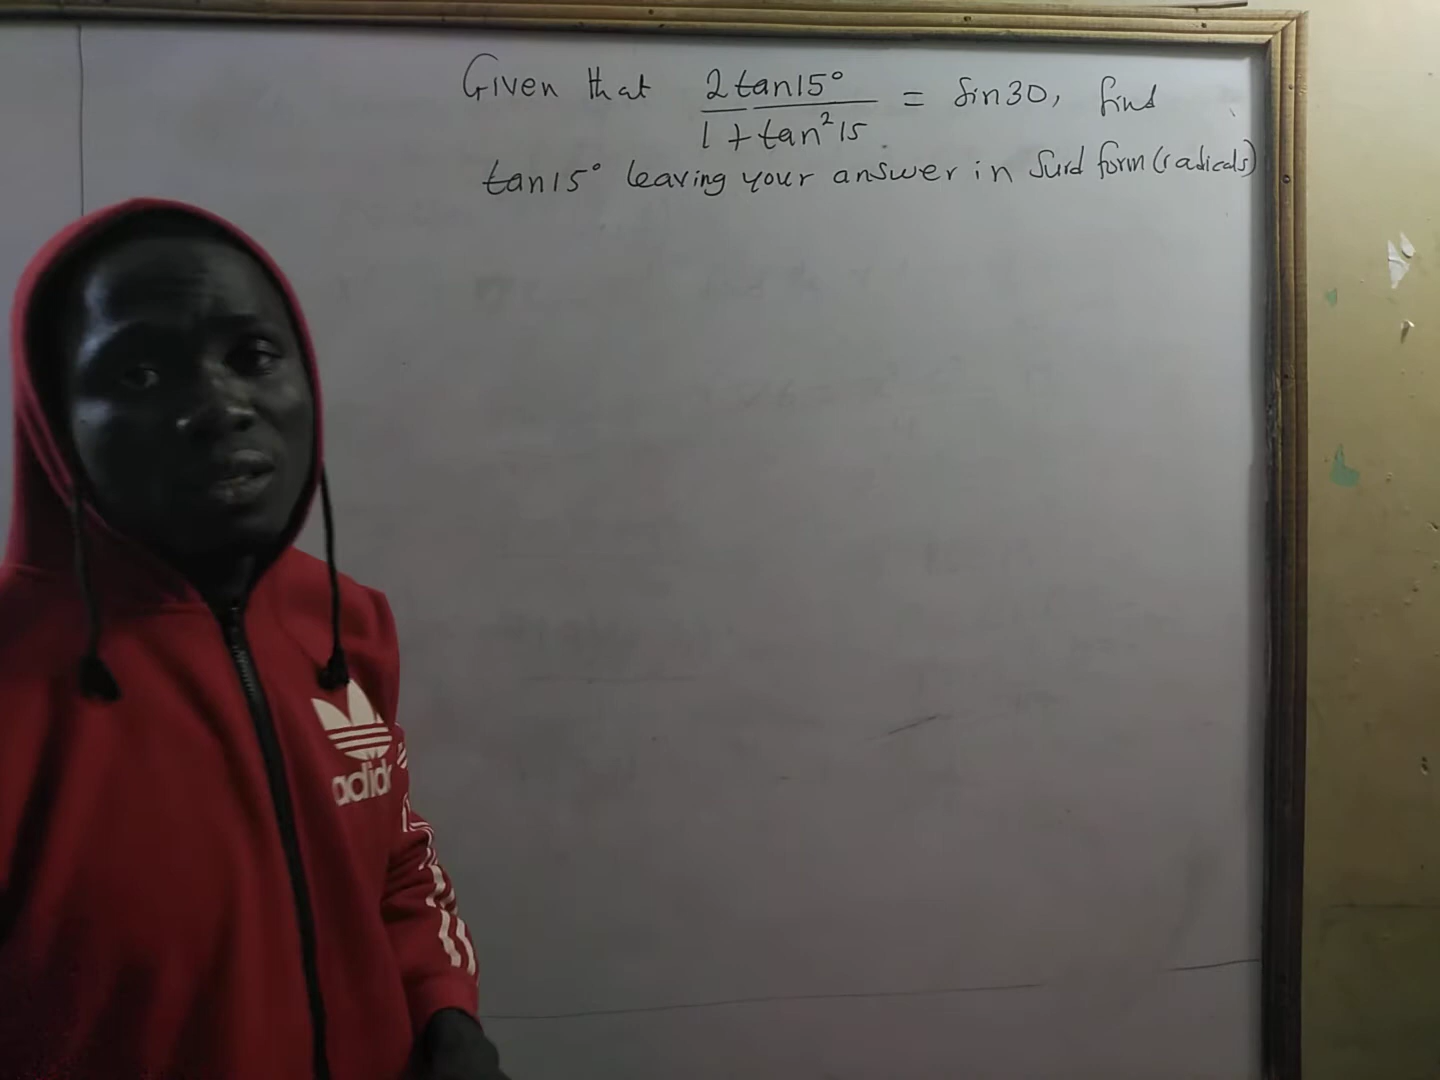 Given that 2tan15° / 1 + tan²15 = Sin30, find
tan15° leaving your answer in Surd form (radicals)
adid